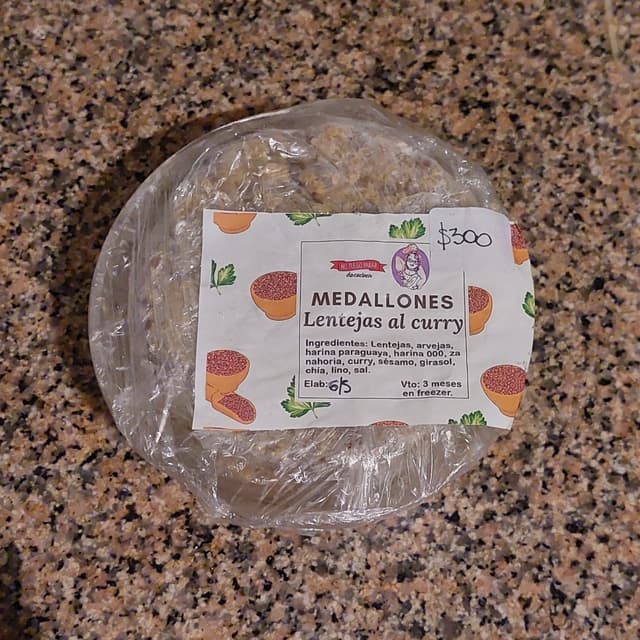 $300
MEDALLONES
Lentejas al curry
Ingredientes: Lentejas, arvejas,
harina paraguaya, harina 000, za
nahoria, curry, sésamo, girasol,
chía, lino, sal.
Elab: 6/5
Vto: 3 meses
en freezer.